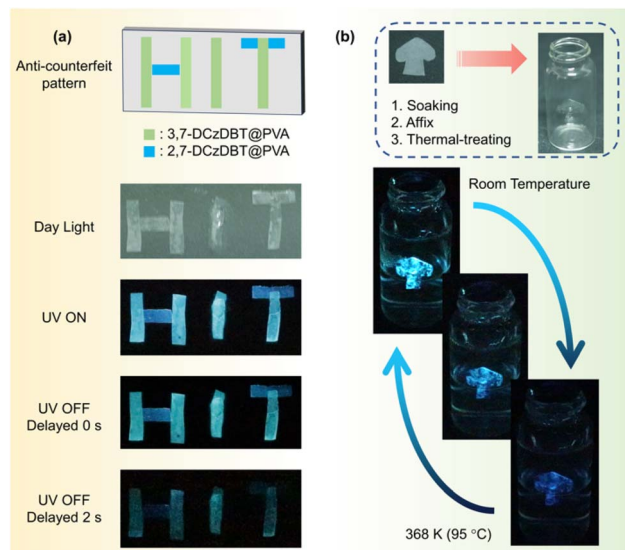 (a)
Anti-counterfeit
pattern
: 3,7-DCzDBT@PVA
: 2,7-DCzDBT@PVA
Day Light
UV ON
UV OFF
Delayed 0 s
UV OFF
Delayed 2 s
(b)
1. Soaking
2. Affix
3. Thermal-treating
Room Temperature
368 K (95 °C)